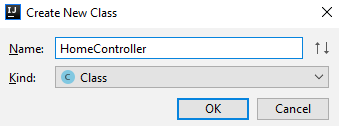 Create New Class
Name: HomeController
Kind: Class
OK Cancel